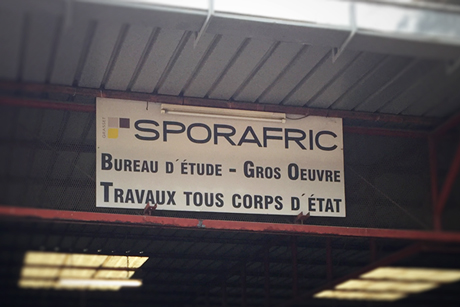 SPORAFRIC
BUREAU D´ÉTUDE - GROS OEUVRE
TRAVAUX TOUS CORPS D´ÉTAT